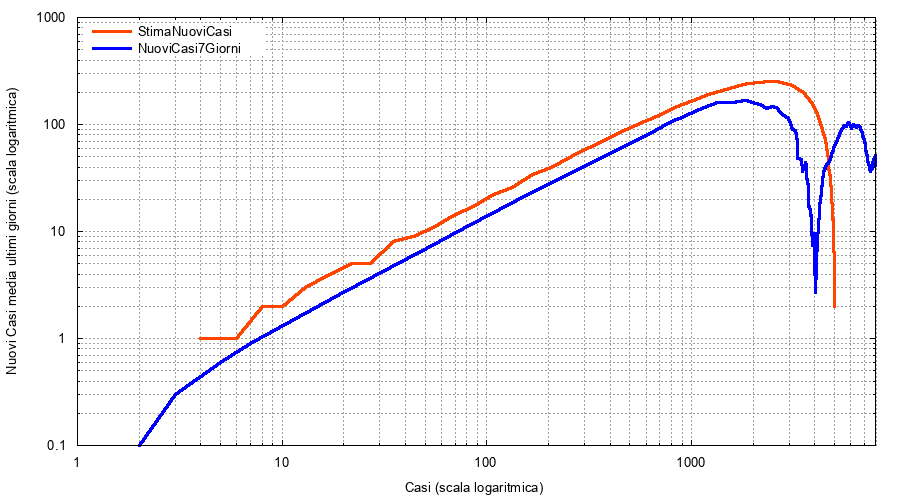 1000
100
10
1
0.1
Nuovi Casi media ultimi giorni (scala logaritmica)
StimaNuoviCasi
NuoviCasi7Giorni
1 10 100 1000
Casi (scala logaritmica)